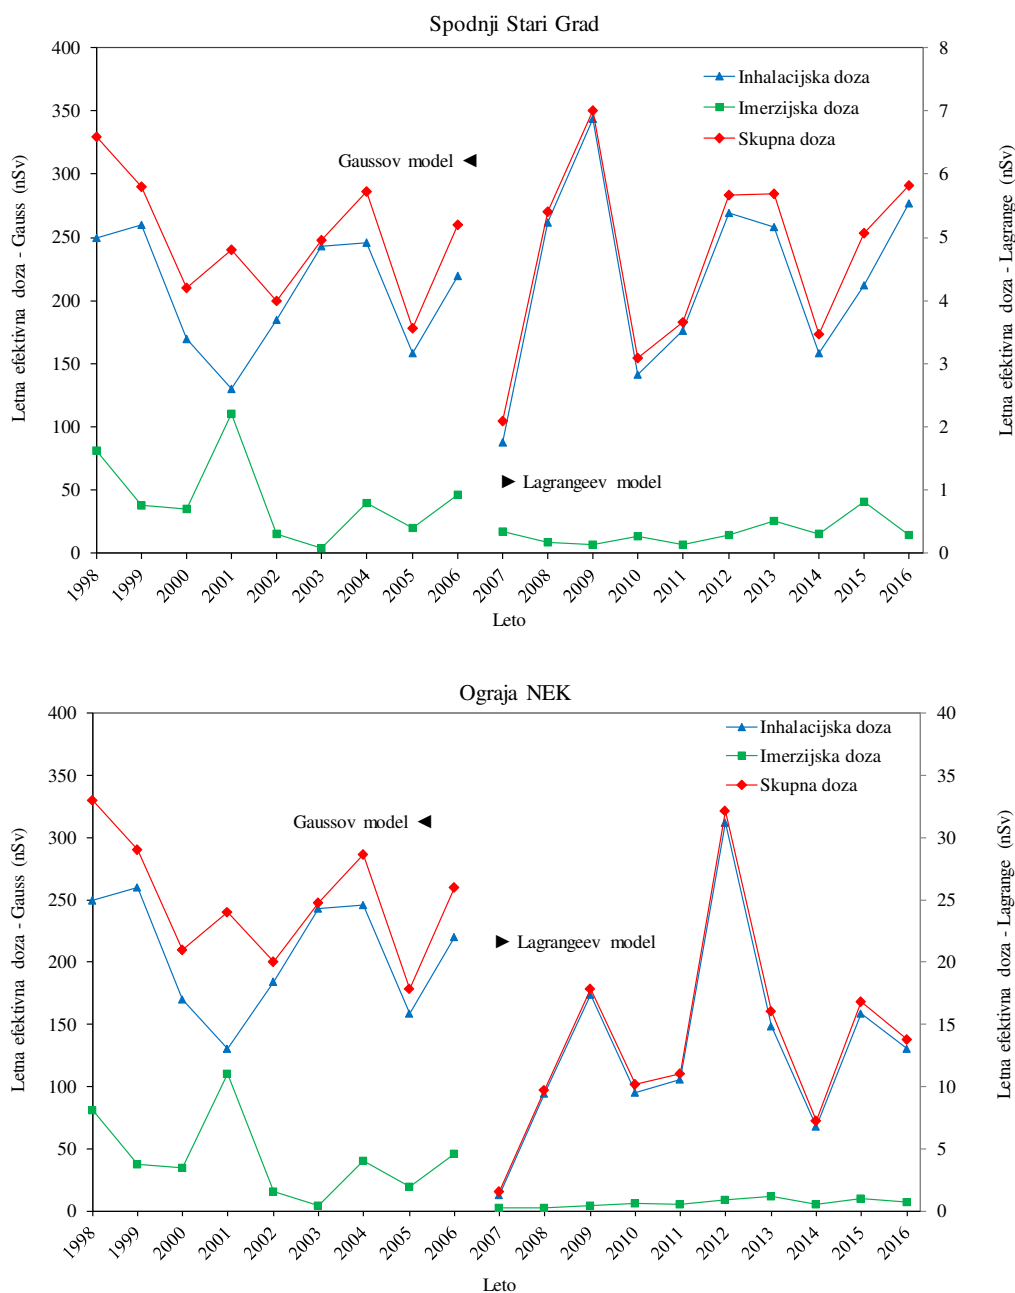 Spodnji Stari Grad
400
350
300
250
200
150
100
50
0
8
7
6
5
4
3
2
1
0
Letna efektivna doza - Gauss (nSv)
Letna efektivna doza - Lagrange (nSv)
Inhalacijska doza
Imerzijska doza
Skupna doza
Gaussov model ◄
► Lagrangeev model
1998 1999 2000 2001 2002 2003 2004 2005 2006 2007 2008 2009 2010 2011 2012 2013 2014 2015 2016
Leto
Ograja NEK
400
350
300
250
200
150
100
50
0
40
35
30
25
20
15
10
5
0
Letna efektivna doza - Gauss (nSv)
Letna efektivna doza - Lagrange (nSv)
Inhalacijska doza
Imerzijska doza
Skupna doza
Gaussov model ◄
► Lagrangeev model
1998 1999 2000 2001 2002 2003 2004 2005 2006 2007 2008 2009 2010 2011 2012 2013 2014 2015 2016
Leto